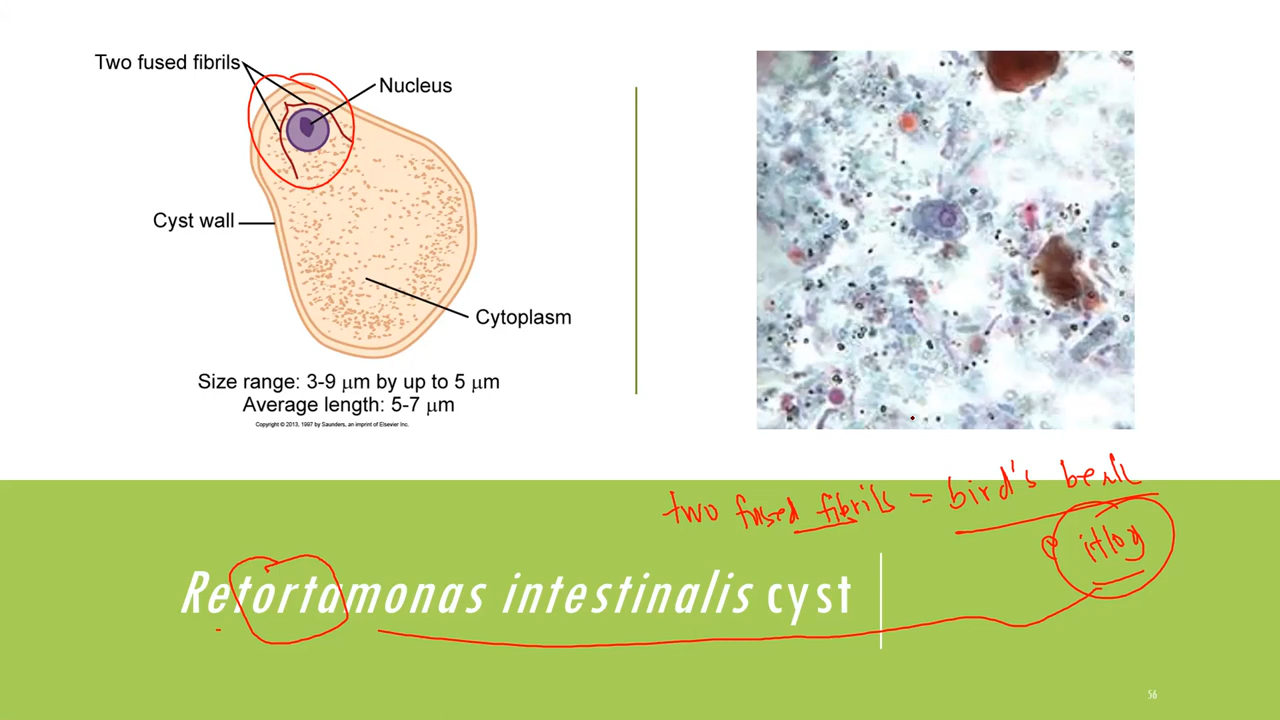 Two fused fibrils
Nucleus
Cyst wall
Cytoplasm
Size range: 3-9 µm by up to 5 µm
Average length: 5-7 µm
Copyright © 2013, 1997 by Saunders, an imprint of Elsevier Inc.
two fused fibrils = bird's beak
itlog
Retortamonas intestinalis cyst
56